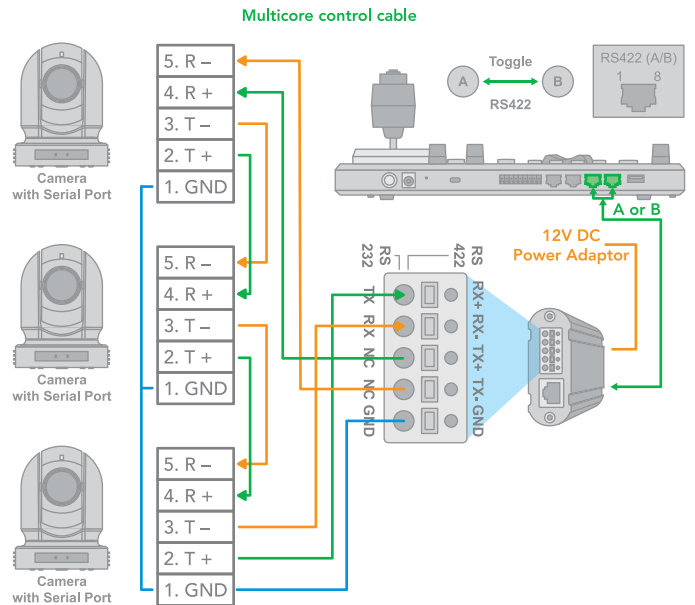 Multicore control cable
5. R –
4. R +
3. T –
2. T +
1. GND
Camera
with Serial Port
Toggle
A
B
RS422
RS422 (A/B)
1 8
A or B
12V DC
Power Adaptor
5. R –
4. R +
3. T –
2. T +
1. GND
Camera
with Serial Port
RS
232
RS
422
TX
RX
NC
NC
GND
RX+
RX-
TX+
TX-
GND
5. R –
4. R +
3. T –
2. T +
1. GND
Camera
with Serial Port